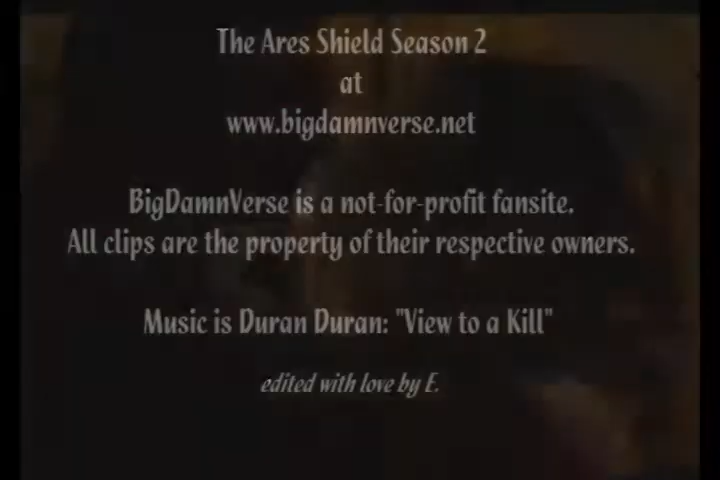 The Ares Shield Season 2
at
www.bigdamnverse.net
BigDamnVerse is a not-for-profit fansite.
All clips are the property of their respective owners.
Music is Duran Duran: "View to a Kill"
edited with love by E.